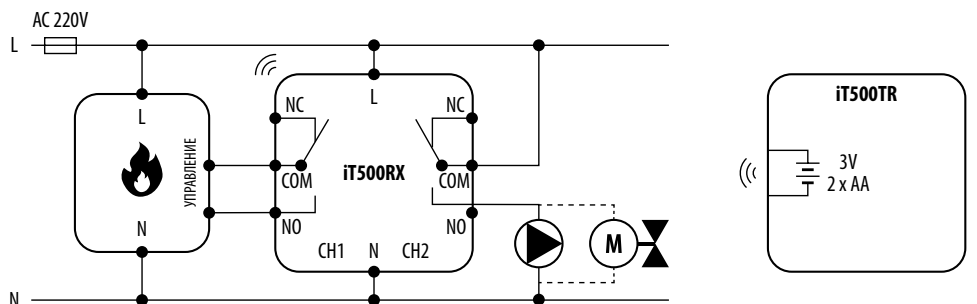 AC 220V
L
L
УПРАВЛЕНИЕ
N
NC
L
NC
iT500RX
COM
COM
NO
NO
CH1
N
CH2
M
N
iT500TR
3V
2 x AA